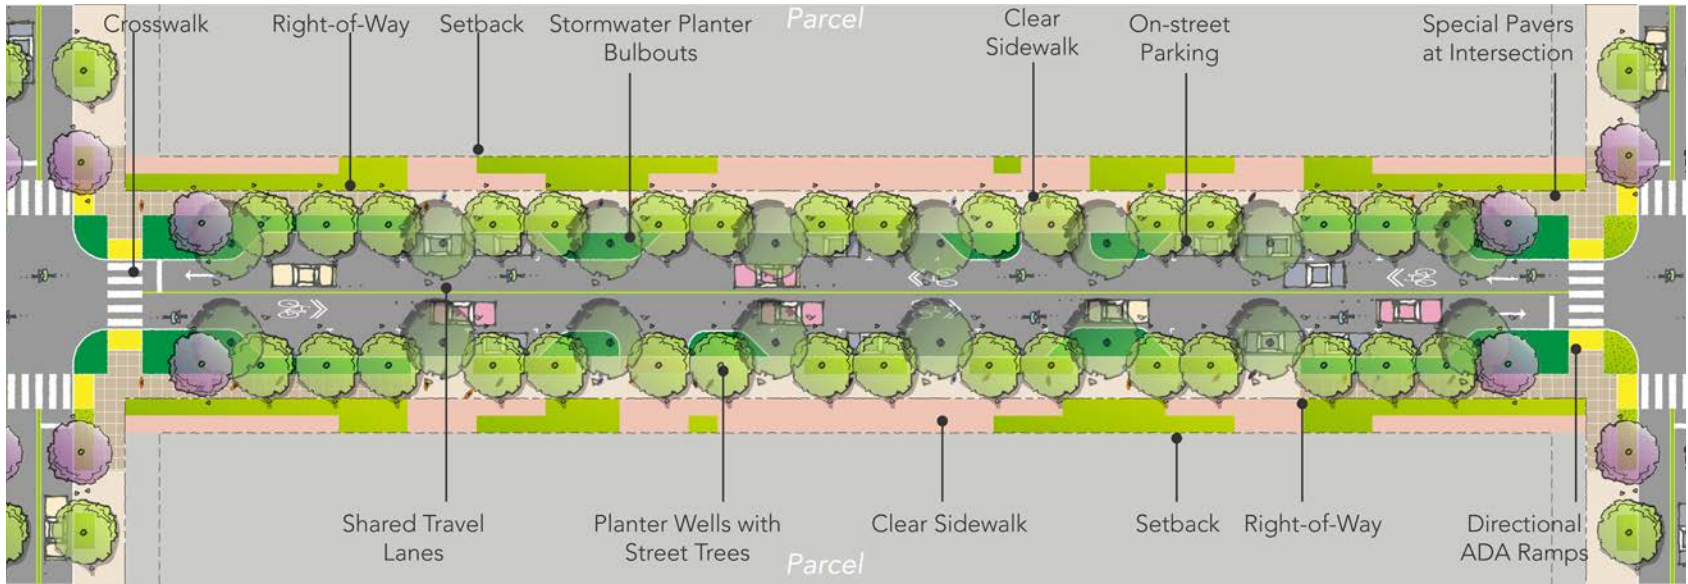 Parcel
Crosswalk
Right-of-Way
Setback
Stormwater Planter
Bulbouts
Clear
Sidewalk
On-street
Parking
Special Pavers
at Intersection
Shared Travel
Lanes
Planter Wells with
Street Trees
Clear Sidewalk
Setback
Right-of-Way
Directional
ADA Ramps
Parcel